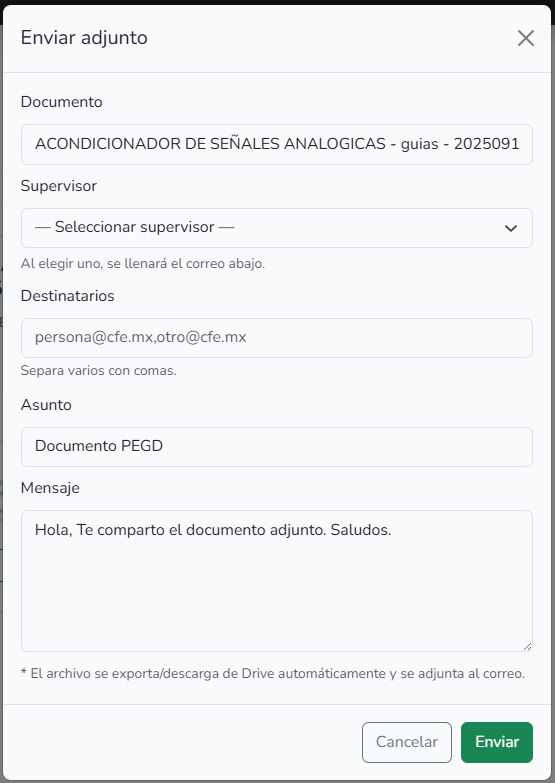 Enviar adjunto
Documento
ACONDICIONADOR DE SEÑALES ANALOGICAS - guias - 2025091
Supervisor
— Seleccionar supervisor —
Al elegir uno, se llenará el correo abajo.
Destinatarios
persona@cfe.mx,otro@cfe.mx
Separa varios con comas.
Asunto
Documento PEGD
Mensaje
Hola, Te comparto el documento adjunto. Saludos.
* El archivo se exporta/descarga de Drive automáticamente y se adjunta al correo.
Cancelar
Enviar